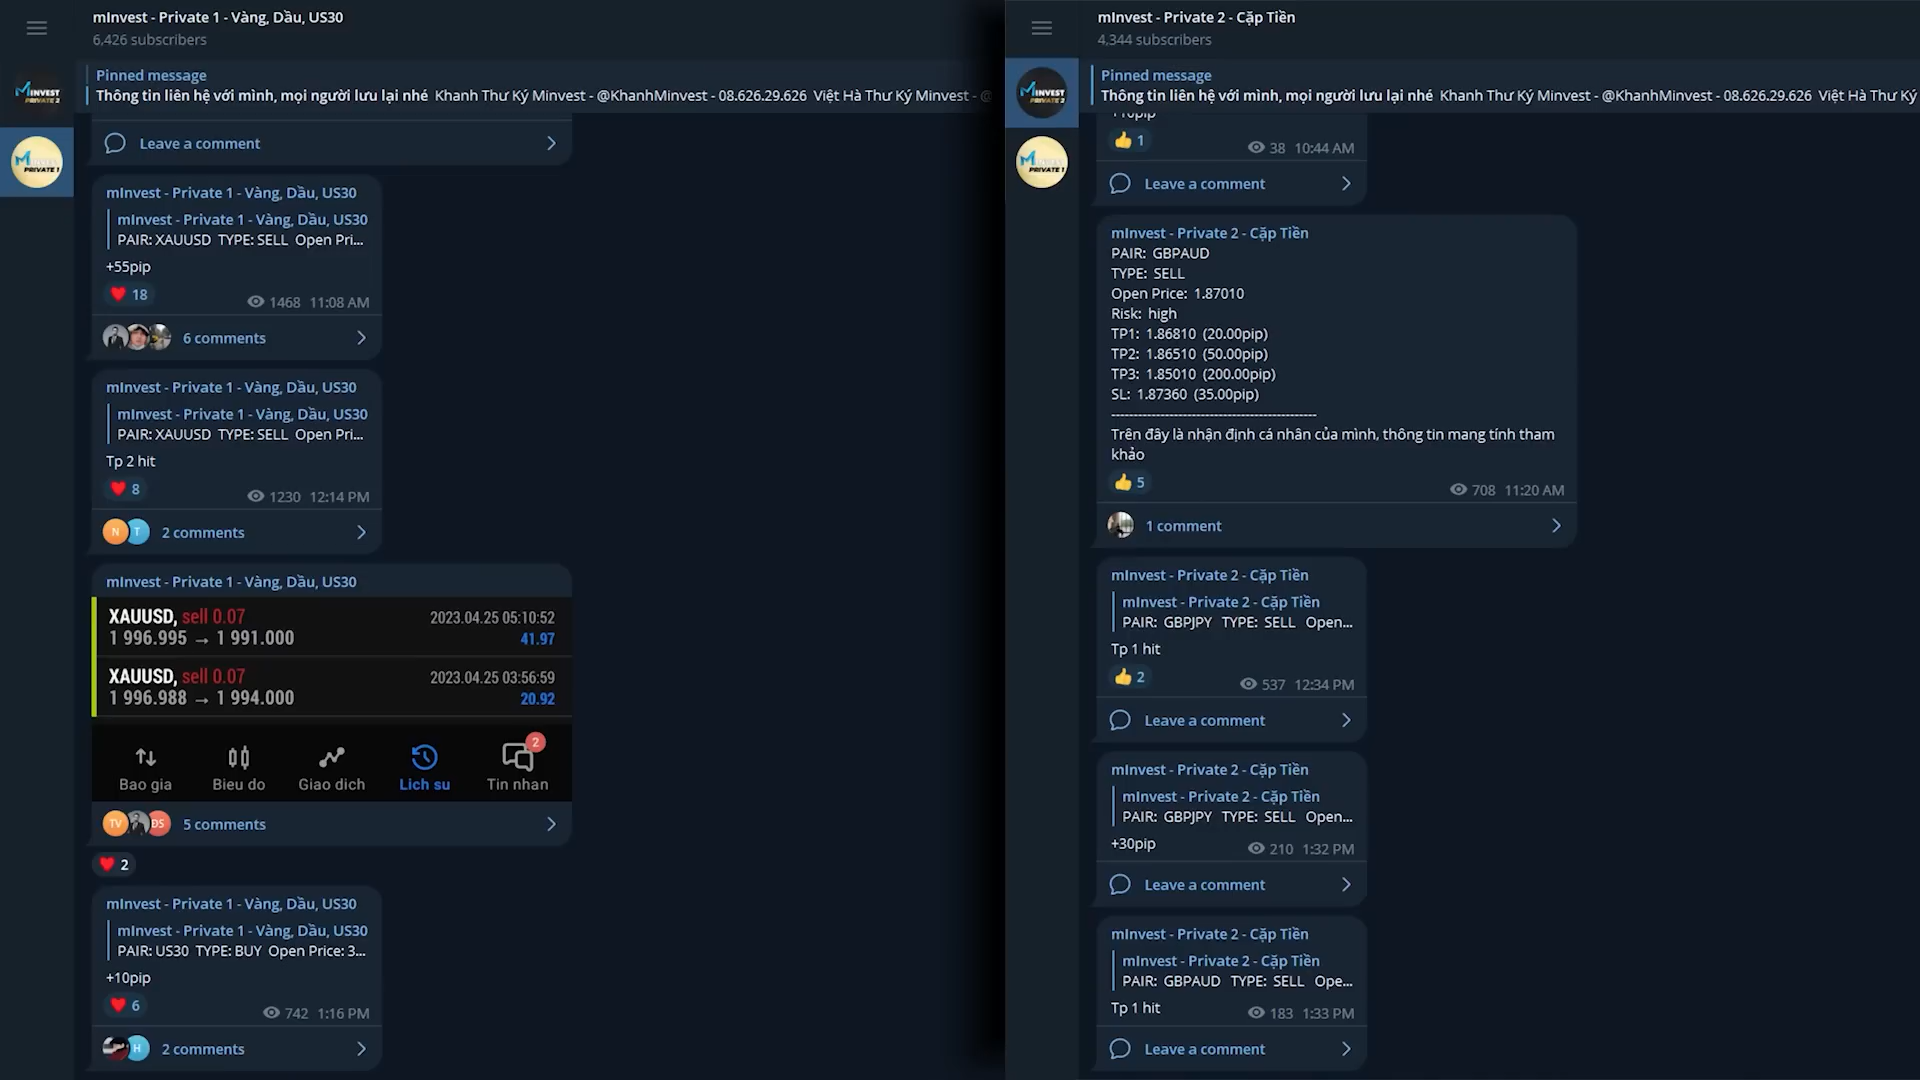 mInvest - Private 1 - Vàng, Dầu, US30
6,426 subscribers
Pinned message
Thông tin liên hệ với mình, mọi người lưu lại nhé Khanh Thư Ký Minvest - @KhanhMinvest - 08.626.29.626 Việt Hà Thư Ký Minvest - @
MINVEST
PRIVATE 2
MINVEST
PRIVATE 1
Leave a comment
mInvest - Private 1 - Vàng, Dầu, US30
mInvest - Private 1 - Vàng, Dầu, US30
PAIR: XAUUSD TYPE: SELL Open Pri...
+55pip
18
1468 11:08 AM
6 comments
mInvest - Private 1 - Vàng, Dầu, US30
mInvest - Private 1 - Vàng, Dầu, US30
PAIR: XAUUSD TYPE: SELL Open Pri...
Tp 2 hit
8
1230 12:14 PM
N T 2 comments
mInvest - Private 1 - Vàng, Dầu, US30
XAUUSD, sell 0.07 2023.04.25 05:10:52
1 996.995 → 1 991.000 41.97
XAUUSD, sell 0.07 2023.04.25 03:56:59
1 996.988 → 1 994.000 20.92
2
Bao gia Bieu do Giao dich Lich su Tin nhan
TV ĐS 5 comments
2
mInvest - Private 1 - Vàng, Dầu, US30
mInvest - Private 1 - Vàng, Dầu, US30
PAIR: US30 TYPE: BUY Open Price: 3...
+10pip
6
742 1:16 PM
H 2 comments
mInvest - Private 2 - Cặp Tiền
4,344 subscribers
Pinned message
Thông tin liên hệ với mình, mọi người lưu lại nhé Khanh Thư Ký Minvest - @KhanhMinvest - 08.626.29.626 Việt Hà Thư Ký
MINVEST
PRIVATE 2
MINVEST
PRIVATE 1
+10pip
1
38 10:44 AM
Leave a comment
mInvest - Private 2 - Cặp Tiền
PAIR: GBPAUD
TYPE: SELL
Open Price: 1.87010
Risk: high
TP1: 1.86810 (20.00pip)
TP2: 1.86510 (50.00pip)
TP3: 1.85010 (200.00pip)
SL: 1.87360 (35.00pip)
----------------------------------------------
Trên đây là nhận định cá nhân của mình, thông tin mang tính tham
khảo
5
708 11:20 AM
1 comment
mInvest - Private 2 - Cặp Tiền
mInvest - Private 2 - Cặp Tiền
PAIR: GBPJPY TYPE: SELL Open...
Tp 1 hit
2
537 12:34 PM
Leave a comment
mInvest - Private 2 - Cặp Tiền
mInvest - Private 2 - Cặp Tiền
PAIR: GBPJPY TYPE: SELL Open...
+30pip
210 1:32 PM
Leave a comment
mInvest - Private 2 - Cặp Tiền
mInvest - Private 2 - Cặp Tiền
PAIR: GBPAUD TYPE: SELL Ope...
Tp 1 hit
183 1:33 PM
Leave a comment